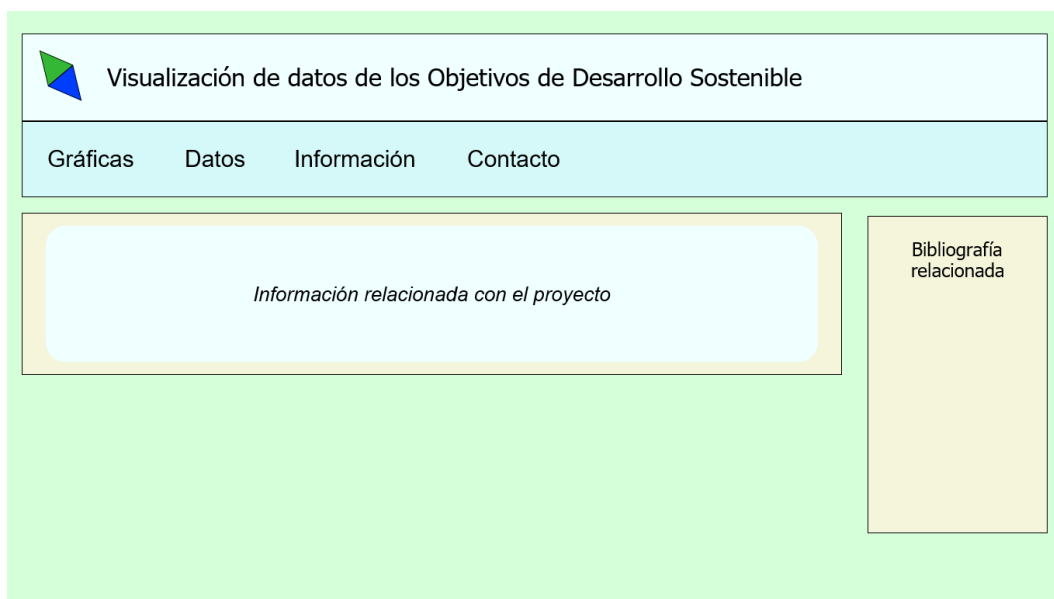 Visualización de datos de los Objetivos de Desarrollo Sostenible
Gráficas Datos Información Contacto
Información relacionada con el proyecto
Bibliografía
relacionada